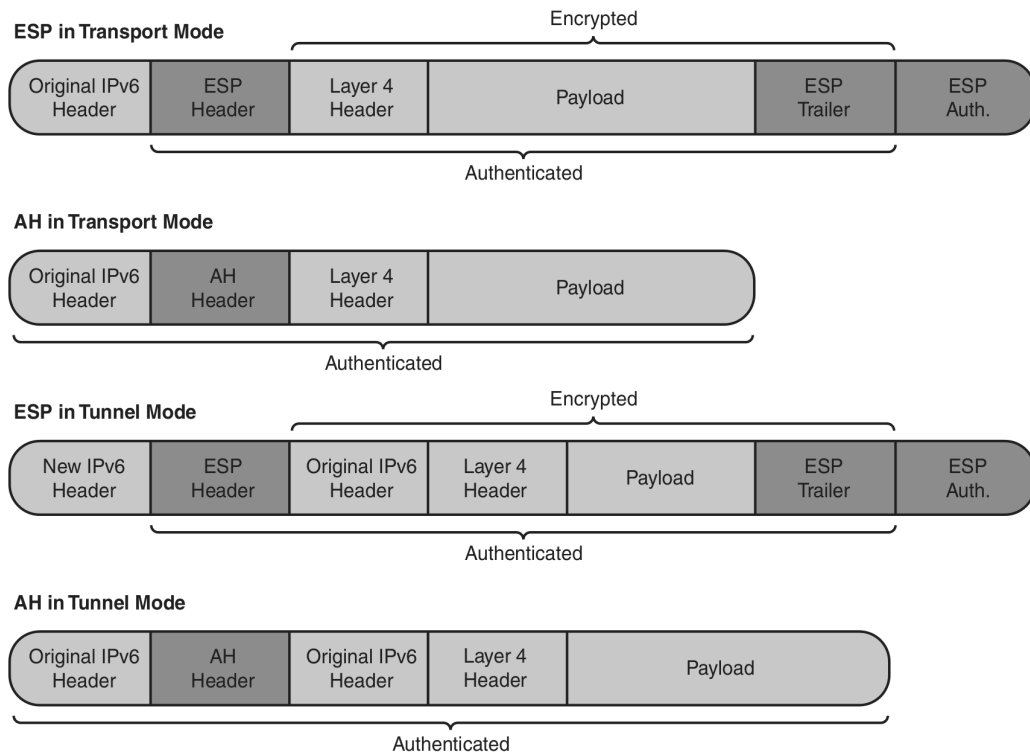 Encrypted
ESP in Transport Mode
Original IPv6
Header
ESP
Header
Layer 4
Header
Payload
ESP
Trailer
ESP
Auth.
Authenticated
AH in Transport Mode
Original IPv6
Header
AH
Header
Layer 4
Header
Payload
Authenticated
Encrypted
ESP in Tunnel Mode
New IPv6
Header
ESP
Header
Original IPv6
Header
Layer 4
Header
Payload
ESP
Trailer
ESP
Auth.
Authenticated
AH in Tunnel Mode
Original IPv6
Header
AH
Header
Original IPv6
Header
Layer 4
Header
Payload
Authenticated